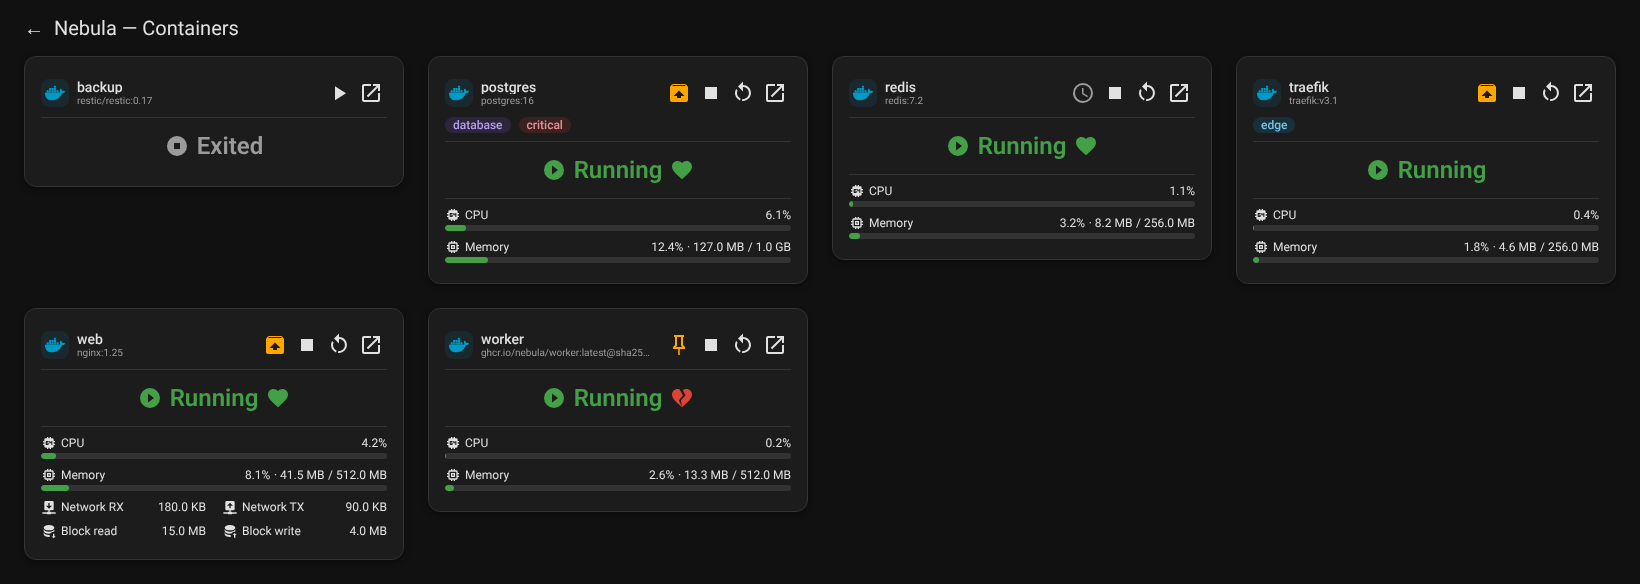 ← Nebula — Containers
backup
restic/restic:0.17
Exited
postgres
postgres:16
database critical
Running
CPU 6.1%
Memory 12.4% · 127.0 MB / 1.0 GB
redis
redis:7.2
Running
CPU 1.1%
Memory 3.2% · 8.2 MB / 256.0 MB
traefik
traefik:v3.1
edge
Running
CPU 0.4%
Memory 1.8% · 4.6 MB / 256.0 MB
web
nginx:1.25
Running
CPU 4.2%
Memory 8.1% · 41.5 MB / 512.0 MB
Network RX 180.0 KB Network TX 90.0 KB
Block read 15.0 MB Block write 4.0 MB
worker
ghcr.io/nebula/worker:latest@sha25...
Running
CPU 0.2%
Memory 2.6% · 13.3 MB / 512.0 MB